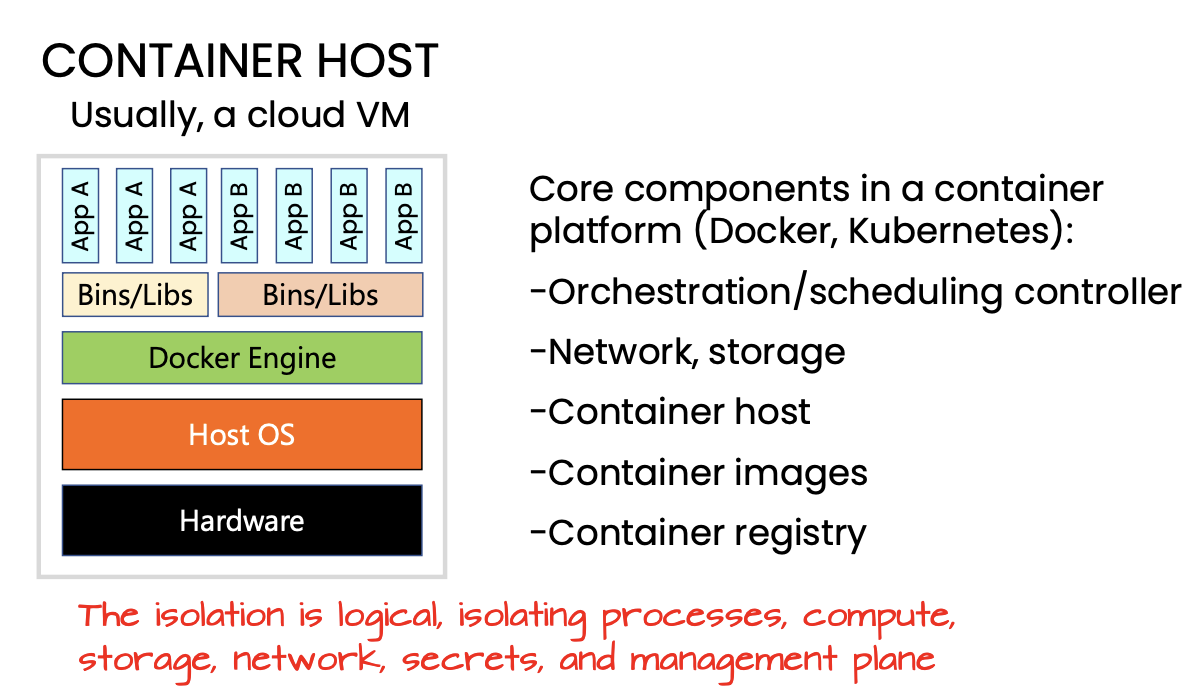 CONTAINER HOST
Usually, a cloud VM
App A
App A
App A
App B
App B
App B
App B
Bins/Libs
Bins/Libs
Docker Engine
Host OS
Hardware
Core components in a container
platform (Docker, Kubernetes):
-Orchestration/scheduling controller
-Network, storage
-Container host
-Container images
-Container registry
The isolation is logical, isolating processes, compute,
storage, network, secrets, and management plane